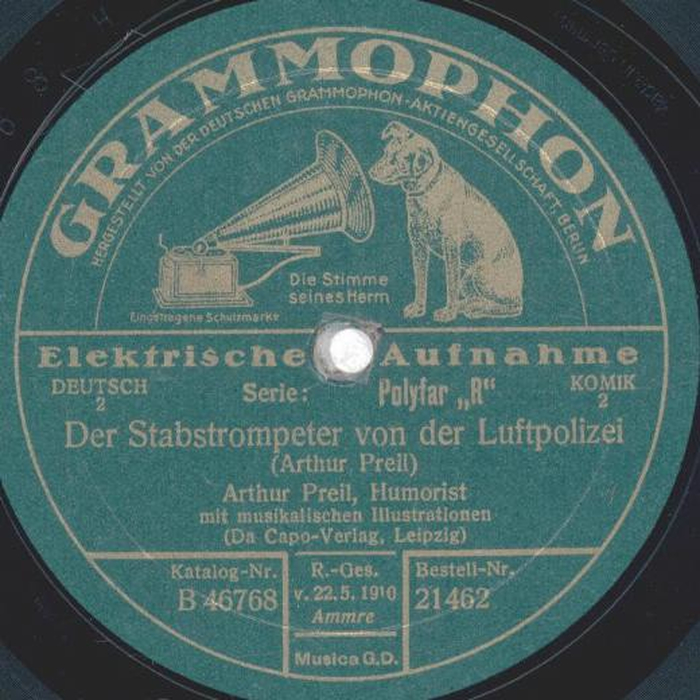 GRAMMOPHON
HERGESTELLT VON DER DEUTSCHEN GRAMMOPHON-AKTIENGESELLSCHAFT, BERLIN
Die Stimme
seines Herrn
Eingetragene Schutzmarke
Elektrische Aufnahme
DEUTSCH
2
Serie: Polyfar „R“
KOMIK
2
Der Stabstrompeter von der Luftpolizei
(Arthur Preil)
Arthur Preil, Humorist
mit musikalischen Illustrationen
(Da Capo-Verlag, Leipzig)
Katalog-Nr.
B 46768
R.-Ges.
v. 22.5.1910
Ammre
Bestell-Nr.
21462
Musica G.D.